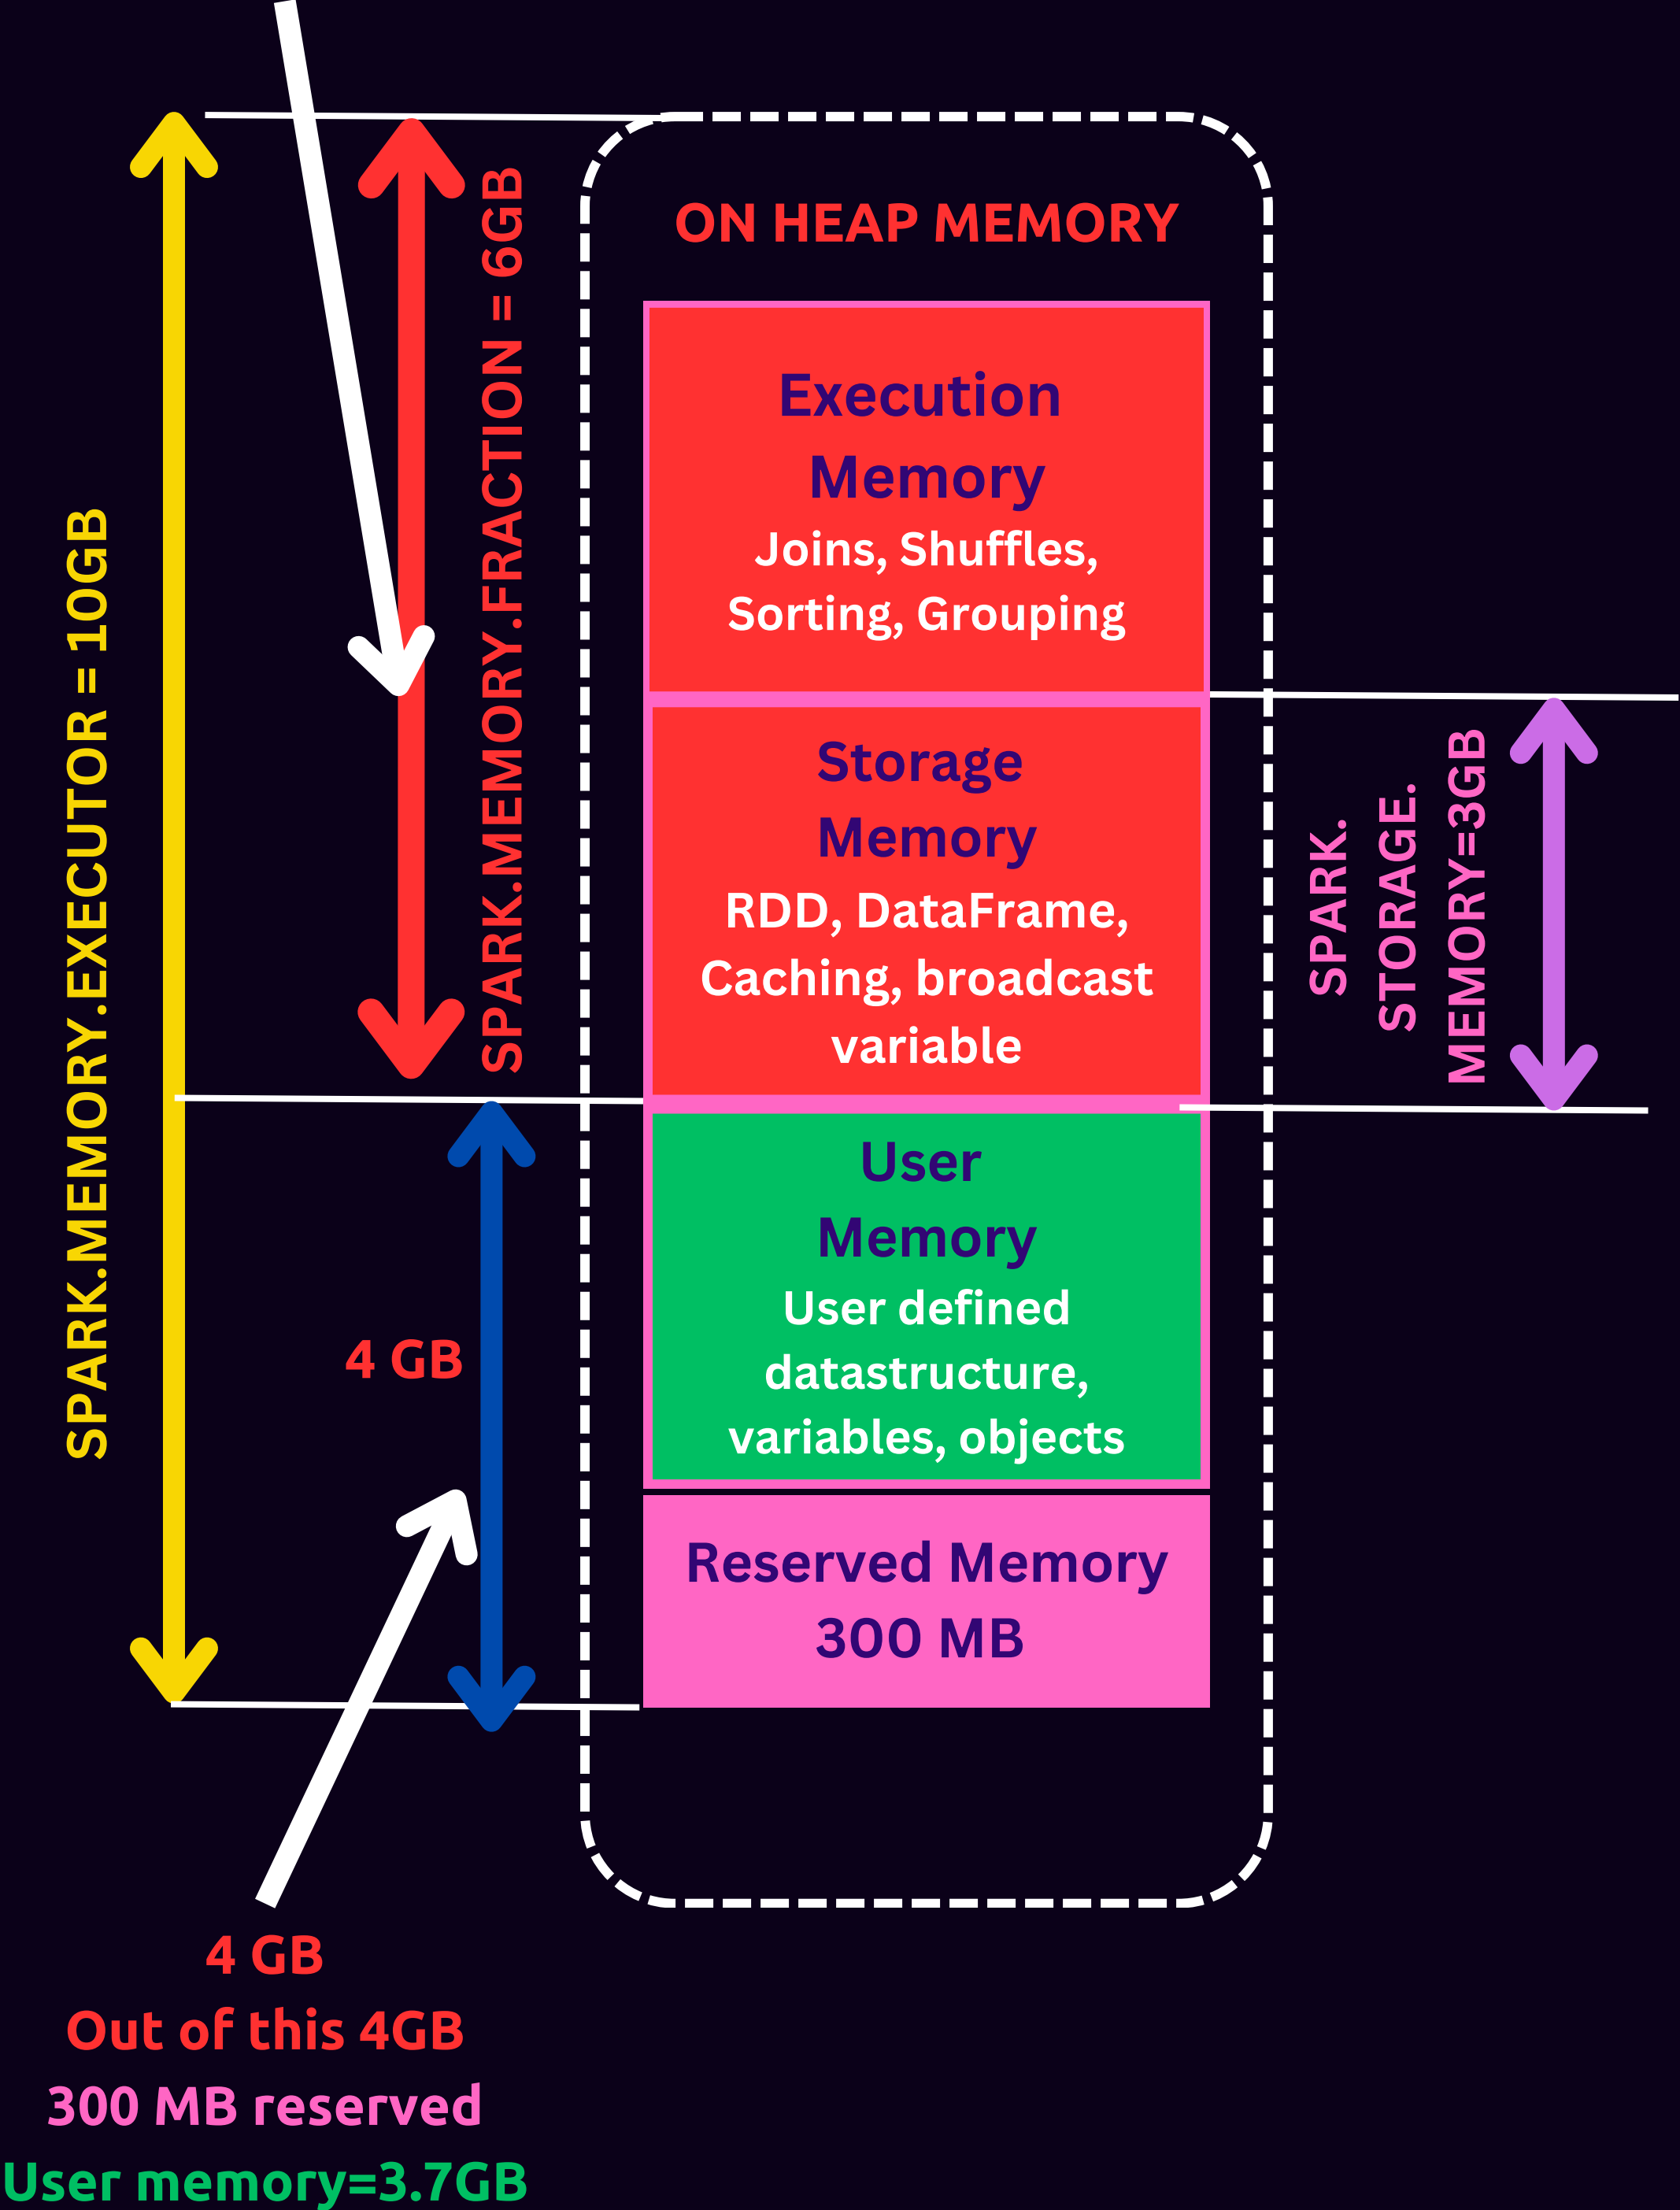 SPARK.MEMORY.EXECUTOR = 10GB
SPARK.MEMORY.FRACTION = 6GB
ON HEAP MEMORY
Execution
Memory
Joins, Shuffles,
Sorting, Grouping
Storage
Memory
RDD, DataFrame,
Caching, broadcast
variable
SPARK.
STORAGE.
MEMORY=3GB
User
Memory
User defined
datastructure,
variables, objects
4 GB
Reserved Memory
300 MB
4 GB
Out of this 4GB
300 MB reserved
User memory=3.7GB